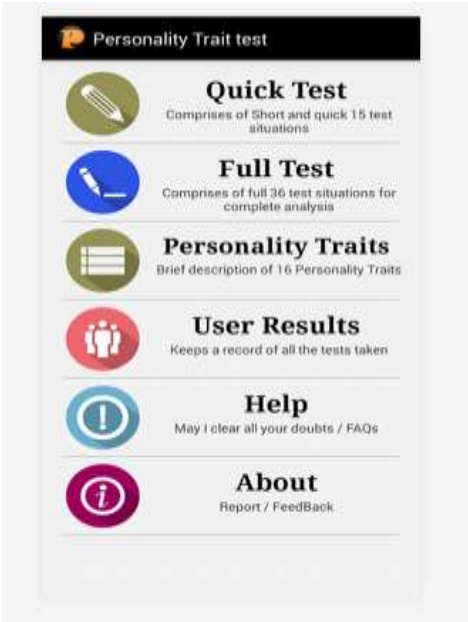 Personality Trait test
Quick Test
Comprises of Short and quick 15 test
situations
Full Test
Comprises of full 36 test situations for
complete analysis
Personality Traits
Brief description of 16 Personality Traits
User Results
Keeps a record of all the tests taken
Help
May I clear all your doubts / FAQs
About
Report / FeedBack